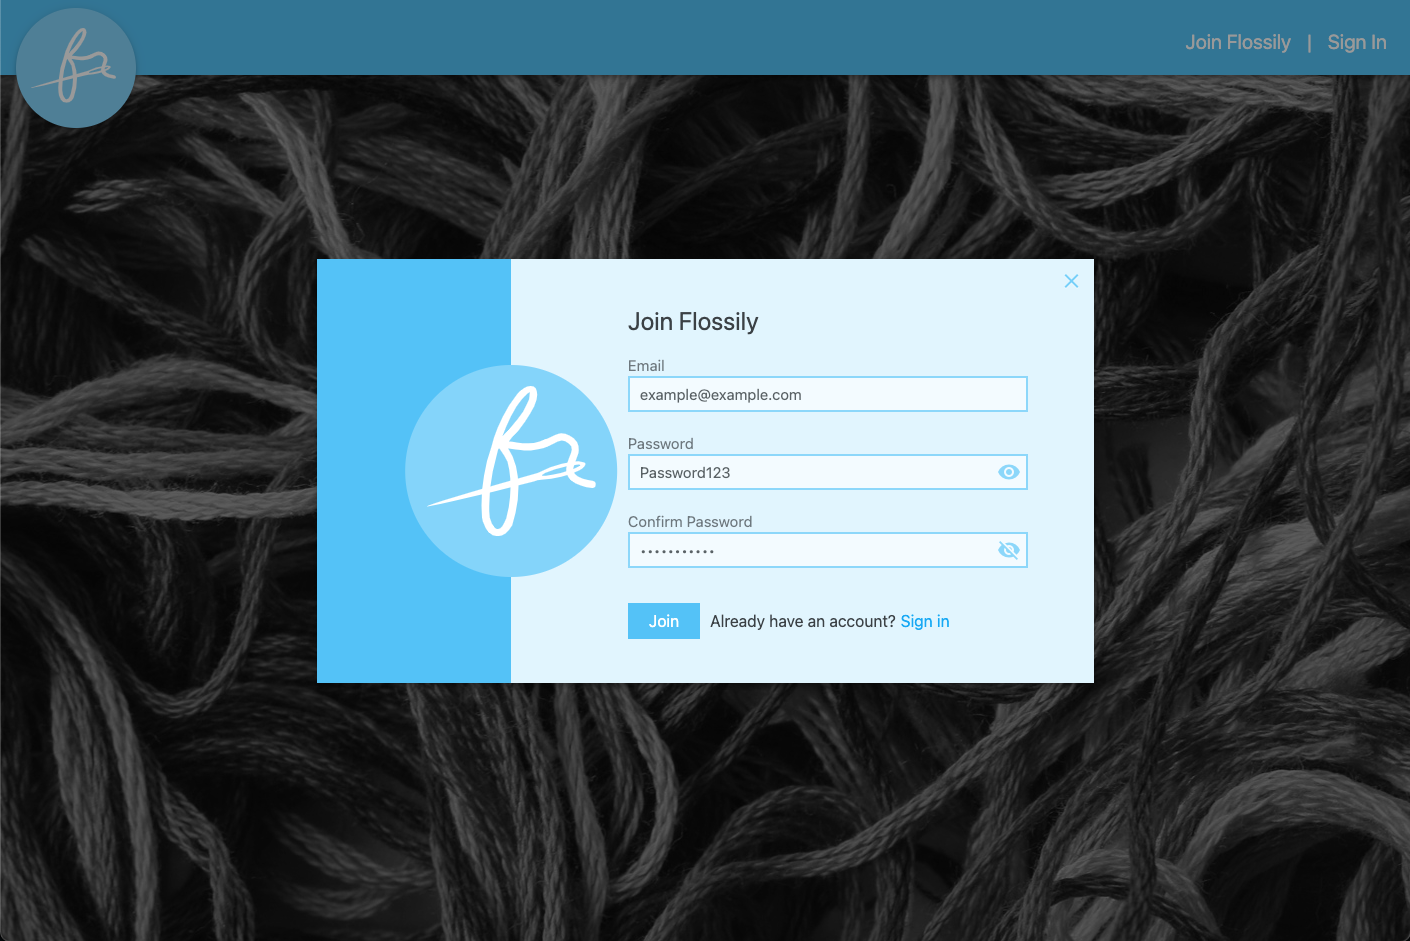 Join Flossily | Sign In
Join Flossily
Email
example@example.com
Password
Password123
Confirm Password
•••••••••••
Join Already have an account? Sign in